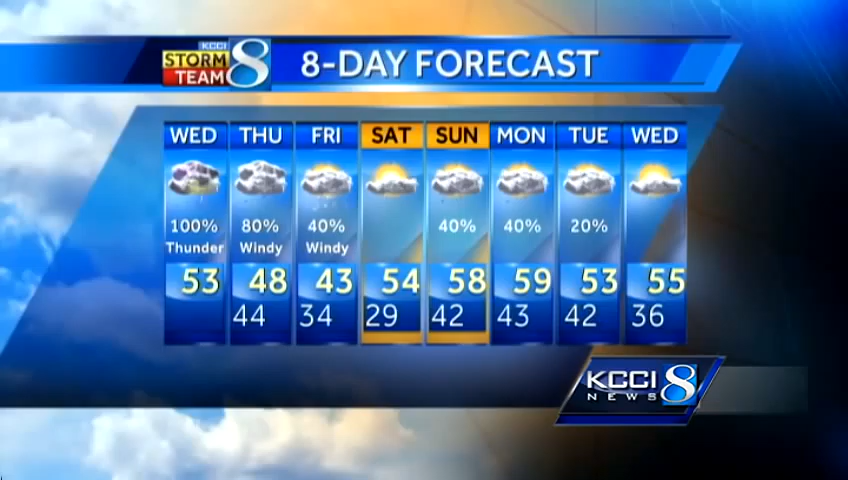 KCCI
STORM
TEAM
8
8-DAY FORECAST
WED THU FRI SAT SUN MON TUE WED
100% 80% 40% 40% 40% 20%
Thunder Windy Windy
53 48 43 54 58 59 53 55
44 34 29 42 43 42 36
KCCI 8
NEWS